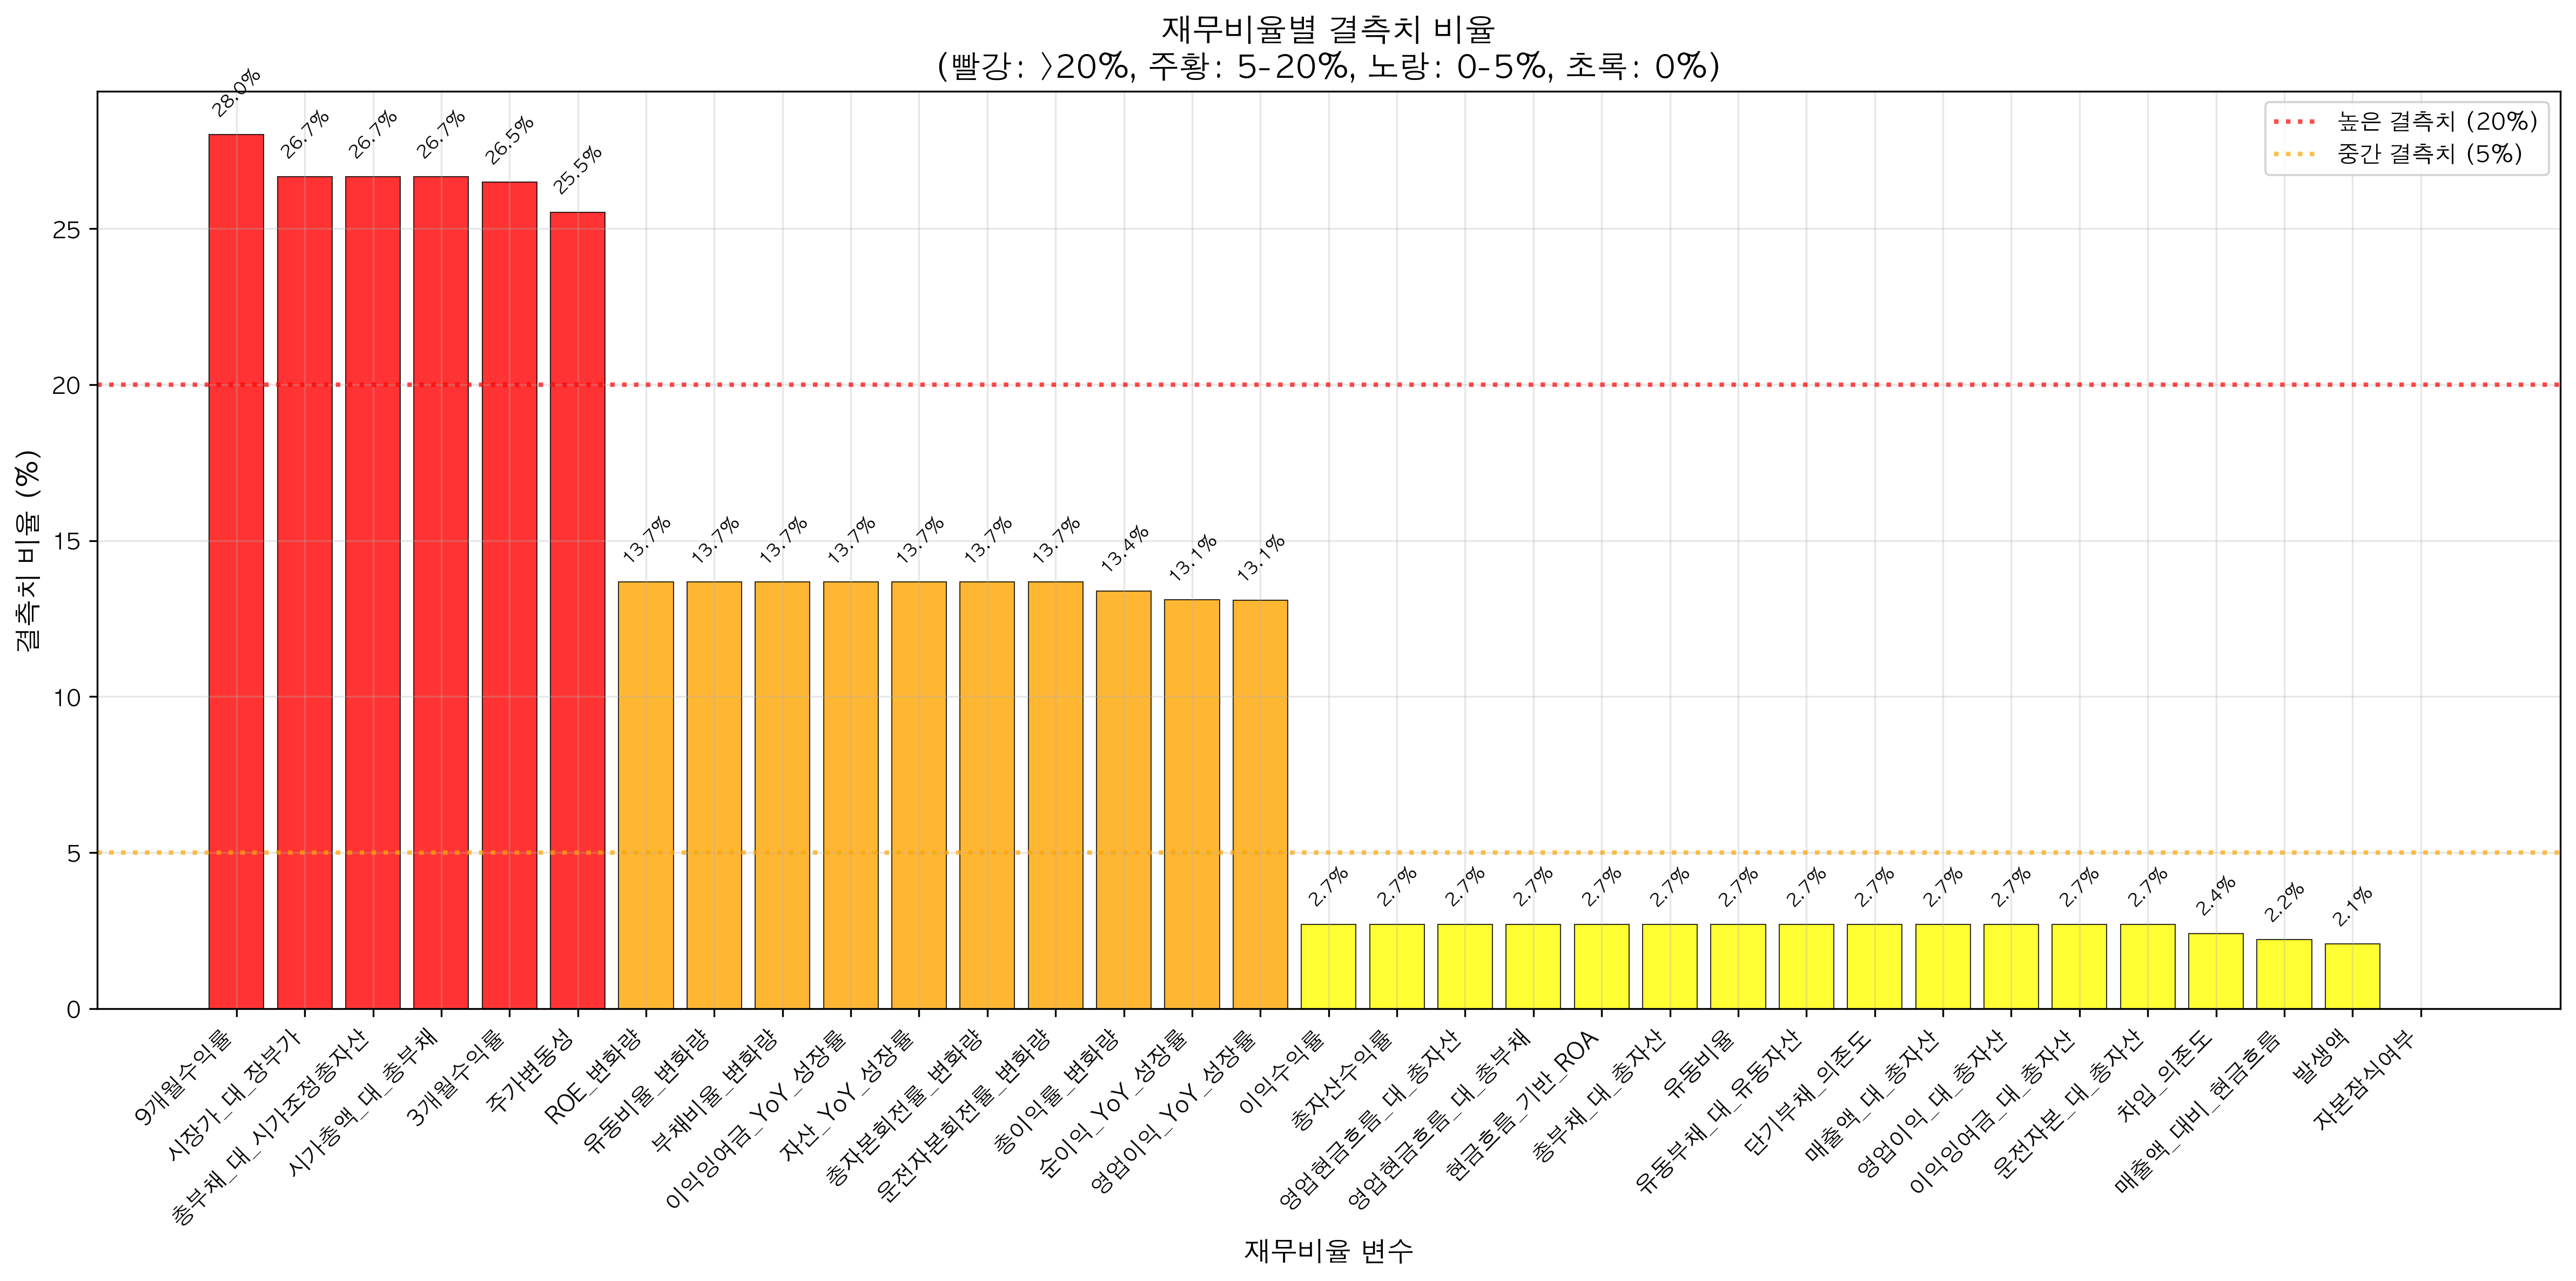 재무비율별 결측치 비율
(빨강: >20%, 주황: 5-20%, 노랑: 0-5%, 초록: 0%)
높은 결측치 (20%)
중간 결측치 (5%)
28.0%
26.7%
26.7%
26.7%
26.5%
25.5%
13.7%
13.7%
13.7%
13.7%
13.7%
13.7%
13.7%
13.4%
13.1%
13.1%
2.7%
2.7%
2.7%
2.7%
2.7%
2.7%
2.7%
2.7%
2.7%
2.7%
2.7%
2.7%
2.7%
2.4%
2.2%
2.1%
결측치 비율 (%)
25
20
15
10
5
0
9개월수익률
시장가_대_장부가
총부채_대_시가조정총자산
시가총액_대_총부채
3개월수익률
주가변동성
ROE_변화량
유동비율_변화량
부채비율_변화량
이익잉여금_YoY_성장률
자산_YoY_성장률
총자본회전률_변화량
운전자본회전률_변화량
총이익률_변화량
순이익_YoY_성장률
영업이익_YoY_성장률
이익수익률
총자산수익률
영업현금흐름_대_총자산
영업현금흐름_대_총부채
현금흐름_기반_ROA
총부채_대_총자산
유동비율
유동부채_대_유동자산
단기부채_의존도
매출액_대_총자산
영업이익_대_총자산
이익잉여금_대_총자산
운전자본_대_총자산
차입_의존도
매출액_대비_현금흐름
발생액
자본잠식여부
재무비율 변수